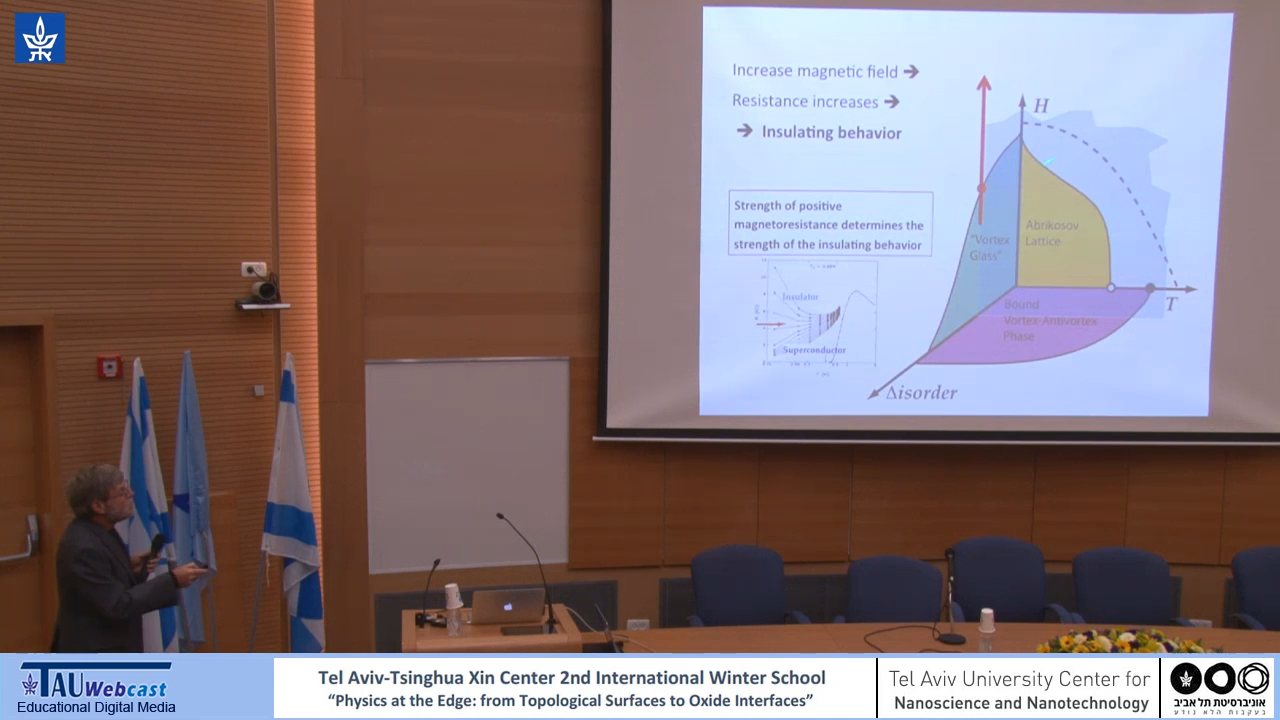 Increase magnetic field ➔
Resistance increases ➔
➔ Insulating behavior
Strength of positive
magnetoresistance determines the
strength of the insulating behavior
Insulator
Superconductor
H
"Vortex
Glass"
Abrikosov
Lattice
T
Bound
Vortex-Antivortex
Phase
Δisorder
TAU Webcast
Educational Digital Media
Tel Aviv-Tsinghua Xin Center 2nd International Winter School
“Physics at the Edge: from Topological Surfaces to Oxide Interfaces”
Tel Aviv University Center for
Nanoscience and Nanotechnology
אוניברסיטת תל אביב